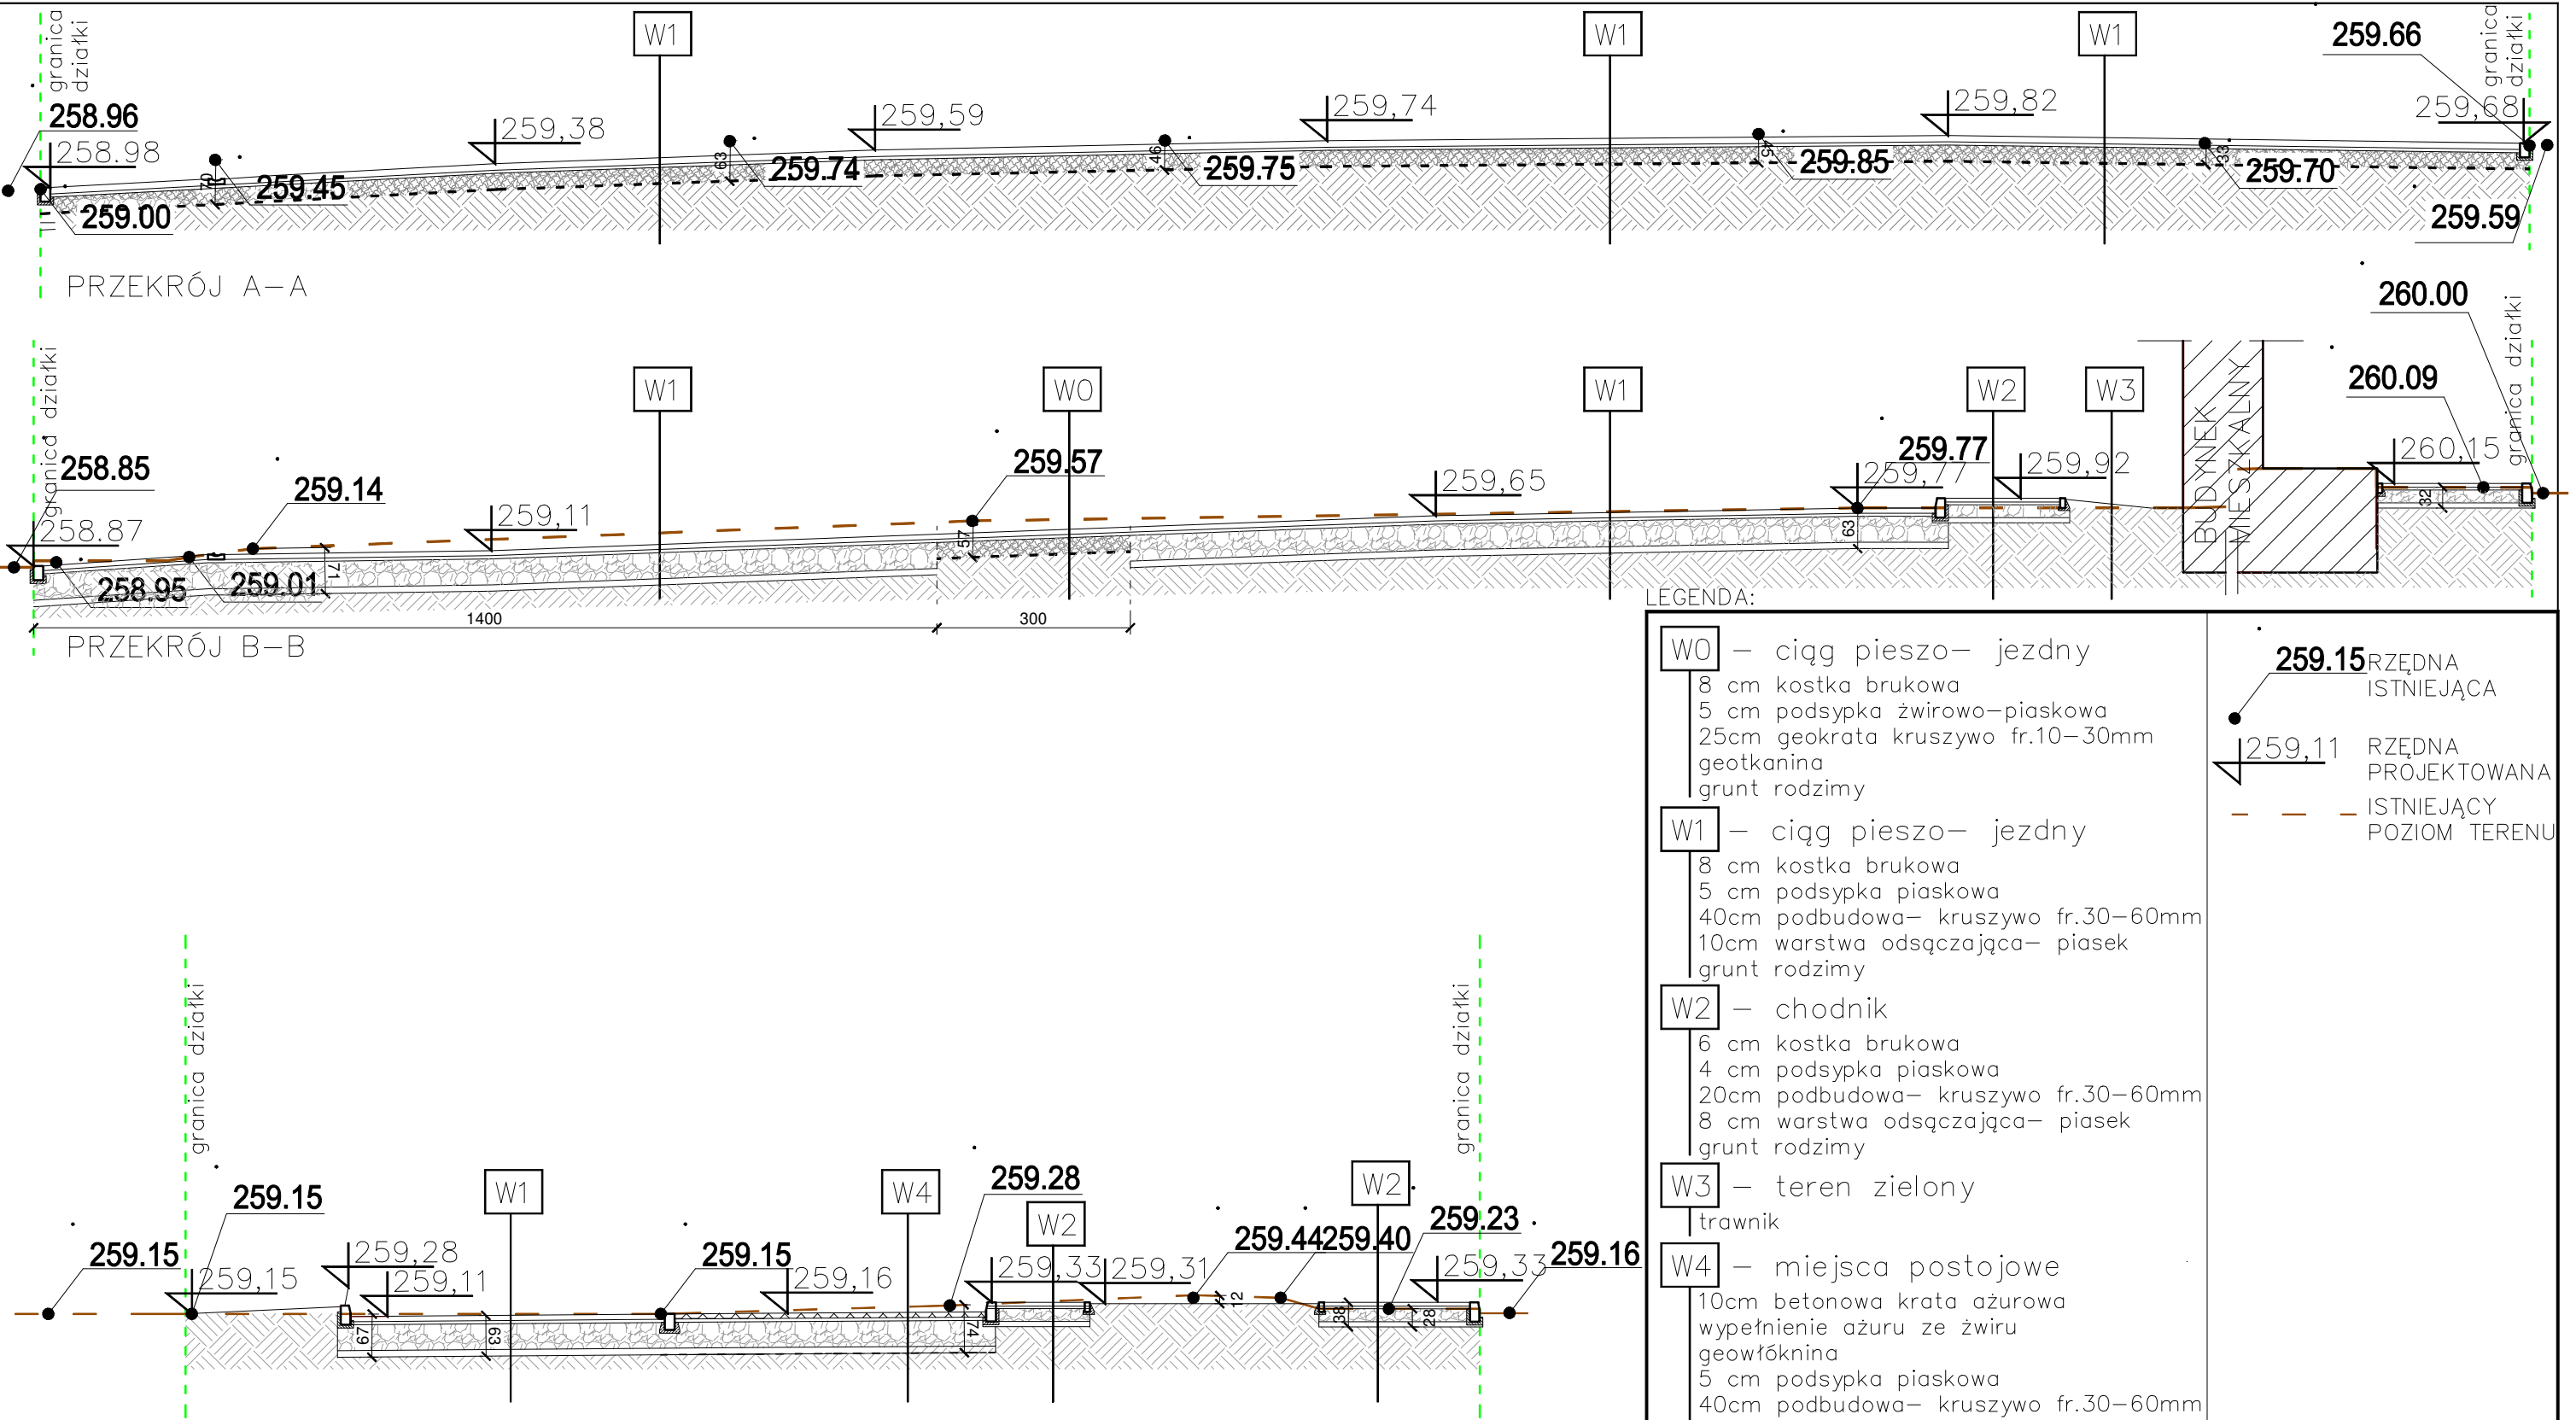 granica
działki
W1
W1
W1
259.66
granica
działki
258.96
258.98
259,38
259,59
259,74
259,82
259,68
70
259.45
63
259.74
46
259.75
45
259.85
33
259.70
259.00
259.59
PRZEKRÓJ A-A
260.00
granica działki
W1
W0
W1
W2
W3
BUDYNEK
MIESZKALNY
260.09
granica działki
258.85
259.14
259.57
259,65
259.77
259,77
259,92
260,15
258.87
259,11
258.95
259.01
71
57
63
32
1400
300
PRZEKRÓJ B-B
LEGENDA:
W0 - ciąg pieszo- jezdny
8 cm kostka brukowa
5 cm podsypka żwirowo-piaskowa
25cm geokrata kruszywo fr.10-30mm
geotkanina
grunt rodzimy
W1 - ciąg pieszo- jezdny
8 cm kostka brukowa
5 cm podsypka piaskowa
40cm podbudowa- kruszywo fr.30-60mm
10cm warstwa odsączająca- piasek
grunt rodzimy
W2 - chodnik
6 cm kostka brukowa
4 cm podsypka piaskowa
20cm podbudowa- kruszywo fr.30-60mm
8 cm warstwa odsączająca- piasek
grunt rodzimy
W3 - teren zielony
trawnik
W4 - miejsca postojowe
10cm betonowa krata ażurowa
wypełnienie ażuru ze żwiru
geowłóknina
5 cm podsypka piaskowa
40cm podbudowa- kruszywo fr.30-60mm
259.15 RZĘDNA
ISTNIEJĄCA
259,11 RZĘDNA
PROJEKTOWANA
ISTNIEJĄCY
POZIOM TERENU
granica działki
granica działki
W1
W4
W2
W2
259.15
259.15
259,15
259,28
259,11
259.15
259,16
259.28
259,33
259,31
259.44
259.40
259.23
259,33
259.16
67
63
74
12
38
28